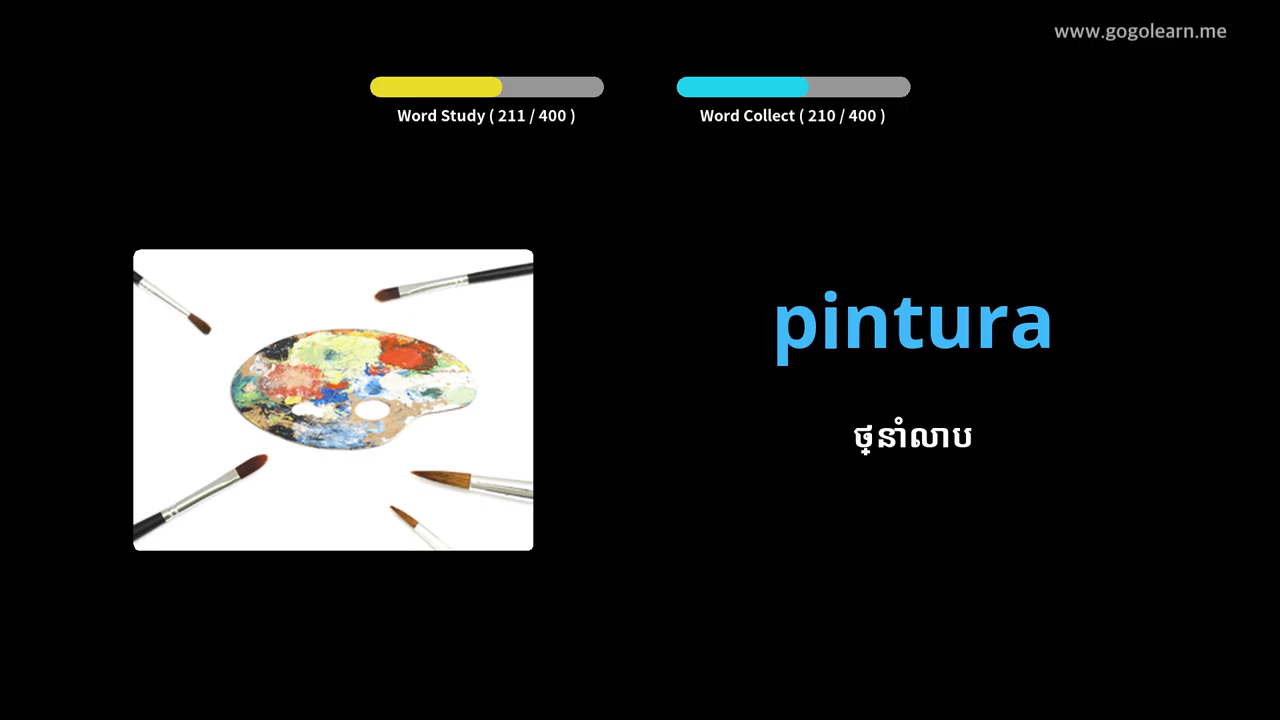 www.gogolearn.me
Word Study ( 211 / 400 )
Word Collect ( 210 / 400 )
pintura
ថ្នាំលាប